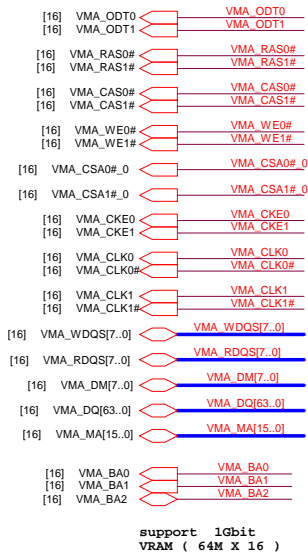 [16] VMA_ODT0 VMA_ODT0
[16] VMA_ODT1 VMA_ODT1
[16] VMA_RAS0# VMA_RAS0#
[16] VMA_RAS1# VMA_RAS1#
[16] VMA_CAS0# VMA_CAS0#
[16] VMA_CAS1# VMA_CAS1#
[16] VMA_WE0# VMA_WE0#
[16] VMA_WE1# VMA_WE1#
[16] VMA_CSA0#_0 VMA_CSA0#_0
[16] VMA_CSA1#_0 VMA_CSA1#_0
[16] VMA_CKE0 VMA_CKE0
[16] VMA_CKE1 VMA_CKE1
[16] VMA_CLK0 VMA_CLK0
[16] VMA_CLK0# VMA_CLK0#
[16] VMA_CLK1 VMA_CLK1
[16] VMA_CLK1# VMA_CLK1#
[16] VMA_WDQS[7..0] VMA_WDQS[7..0]
[16] VMA_RDQS[7..0] VMA_RDQS[7..0]
[16] VMA_DM[7..0] VMA_DM[7..0]
[16] VMA_DQ[63..0] VMA_DQ[63..0]
[16] VMA_MA[15..0] VMA_MA[15..0]
[16] VMA_BA0 VMA_BA0
[16] VMA_BA1 VMA_BA1
[16] VMA_BA2 VMA_BA2
support 1Gbit
VRAM ( 64M X 16 )